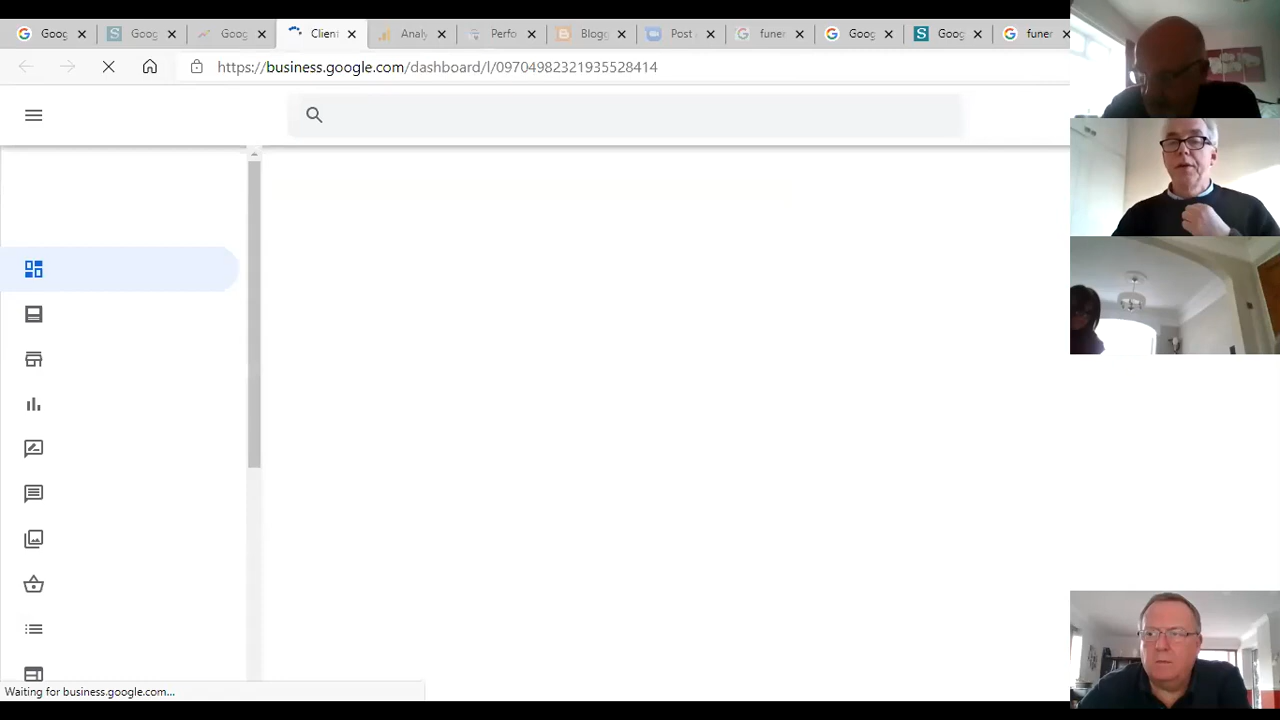 Goog Goog Goog Client Analy Perfo Blogg Post funer Goog Goog funer
https://business.google.com/dashboard/l/09704982321935528414
Waiting for business.google.com...